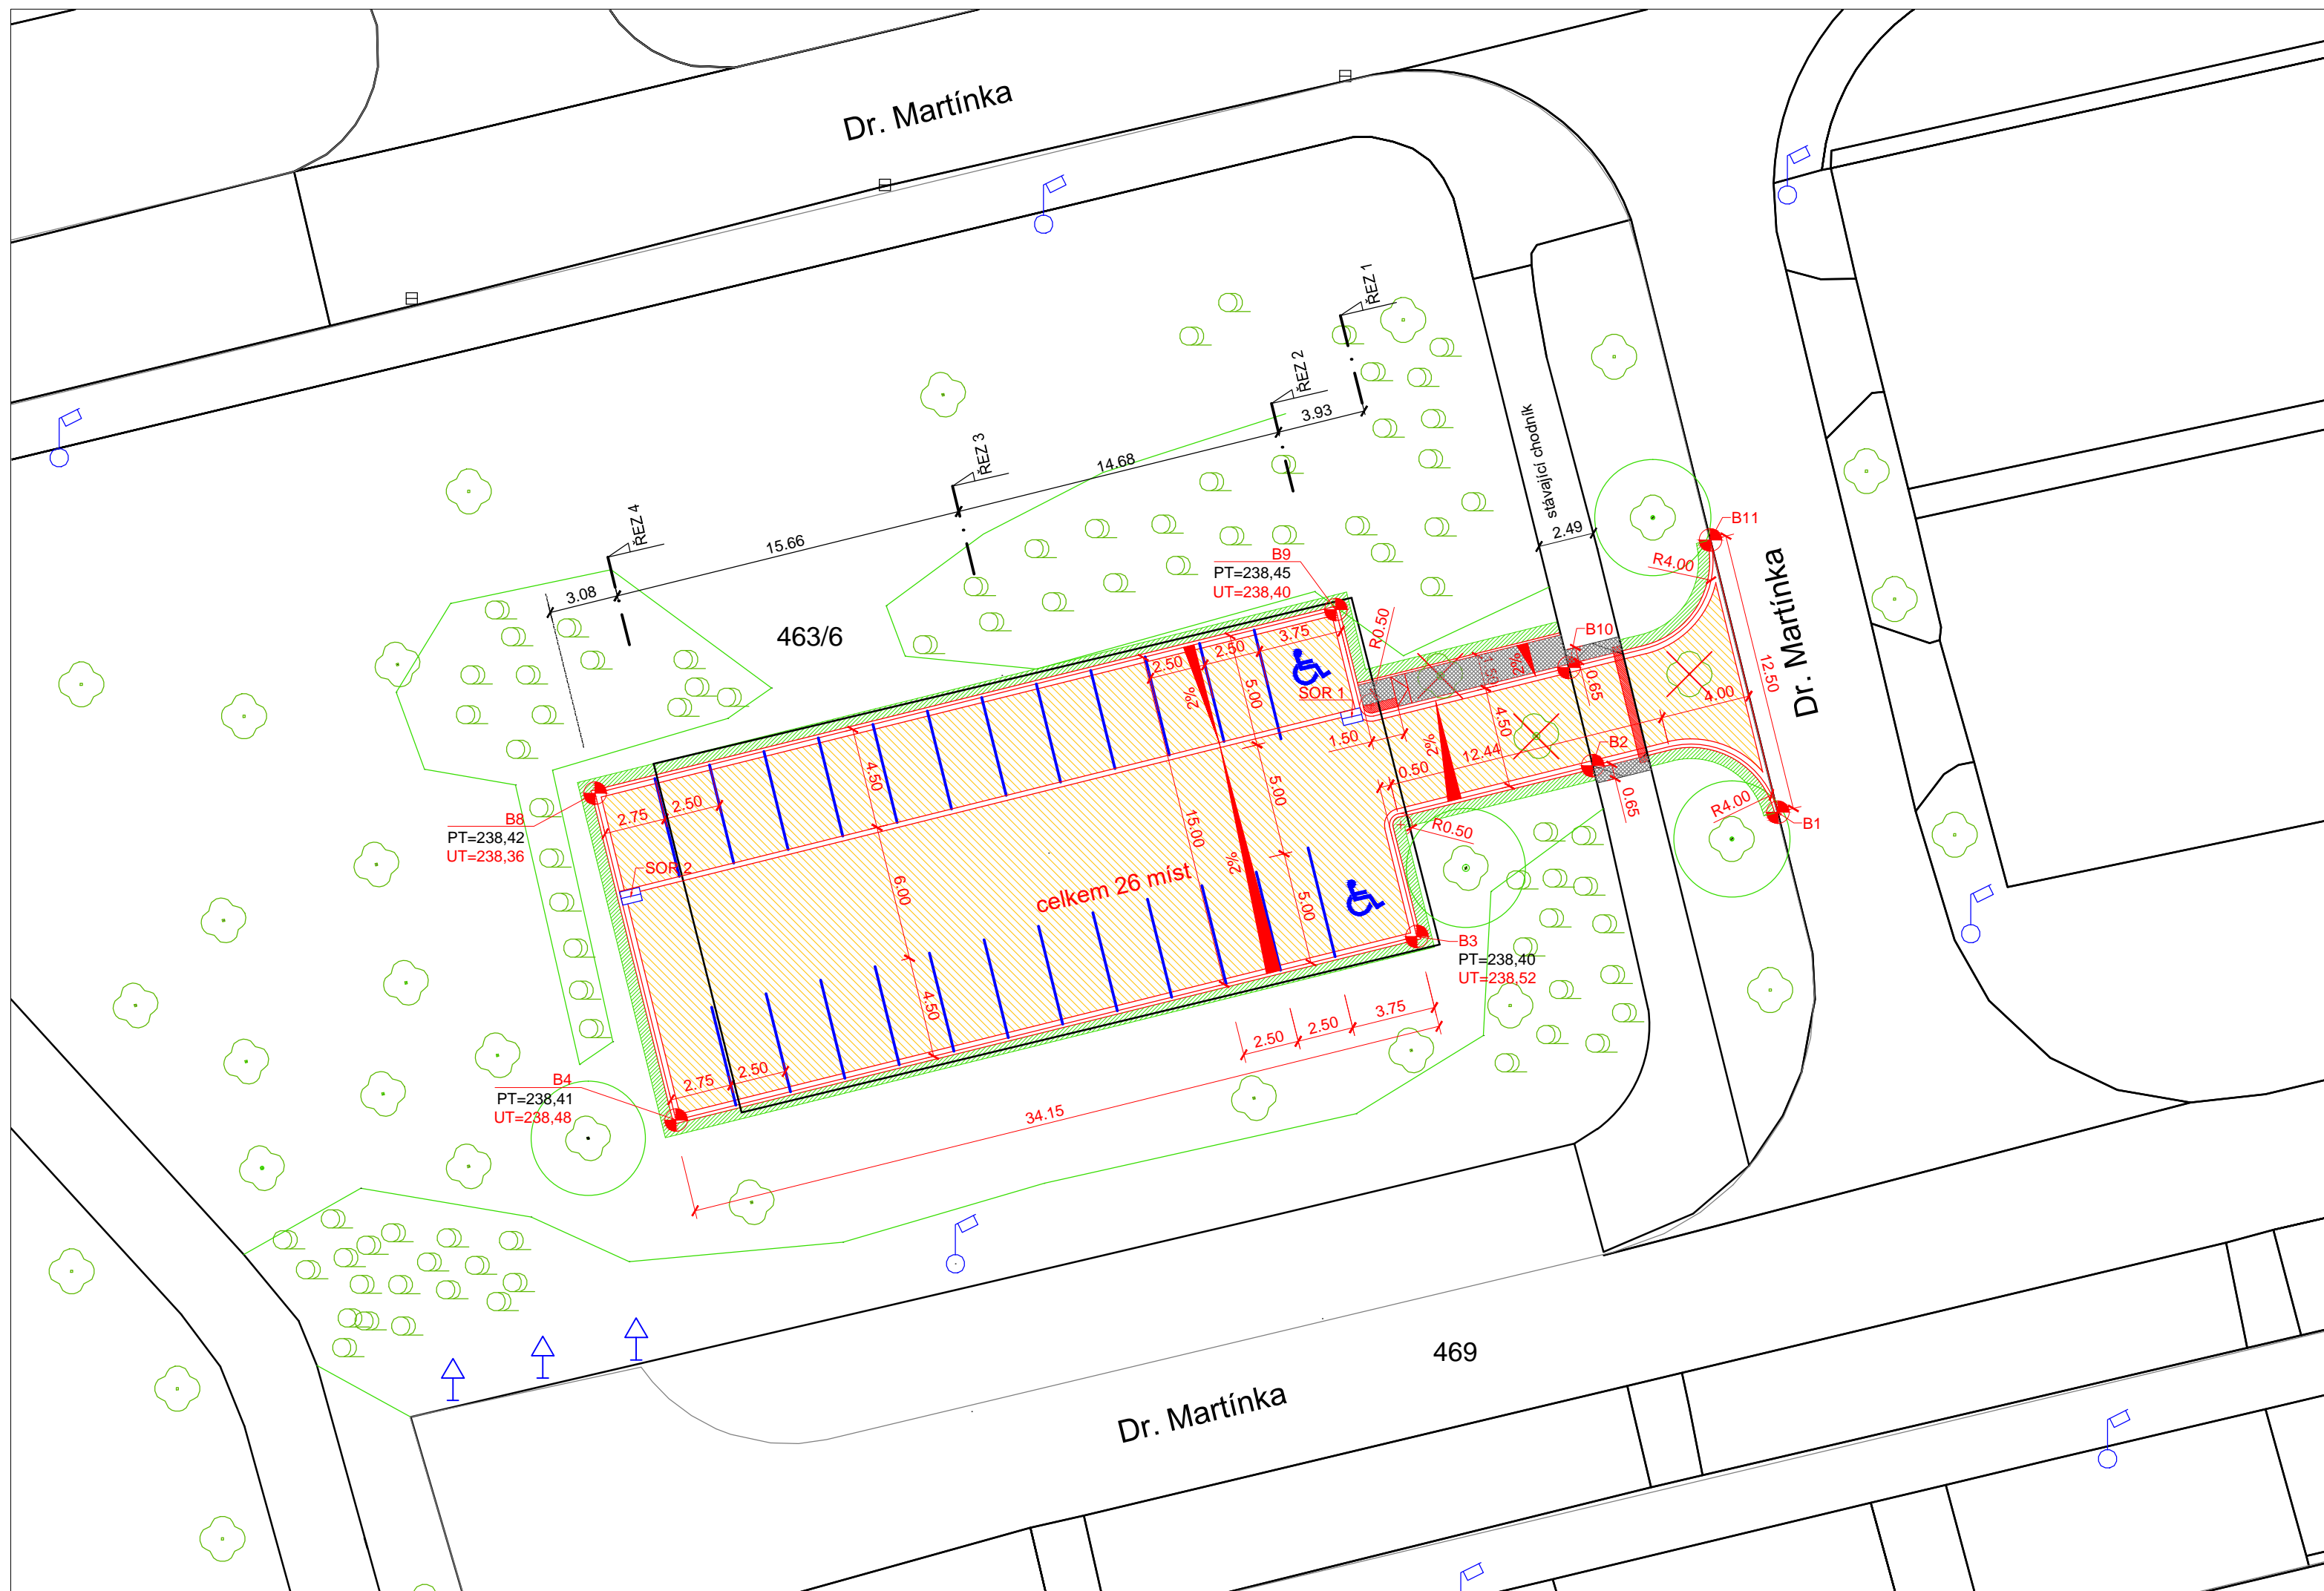 Dr. Martínka
ŘEZ 1
ŘEZ 2
3.93
ŘEZ 3
14.68
ŘEZ 4
15.66
3.08
stávající chodník
2.49
B11
R4.00
Dr. Martínka
12.50
463/6
B9
PT=238,45
UT=238,40
R0.50
3.75
2.50
2.50
2%
5.00
SOR 1
1.50
2%
B10
0.65
4.00
4.50
1.50
2%
12.44
0.50
B2
0.65
R4.00
B1
R0.50
4.50
2.50
2.75
B8
PT=238,42
UT=238,36
SOR 2
6.00
15.00
5.00
2%
celkem 26 míst
5.00
4.50
B3
PT=238,40
UT=238,52
3.75
2.50
2.50
2.50
2.75
B4
PT=238,41
UT=238,48
34.15
469
Dr. Martínka